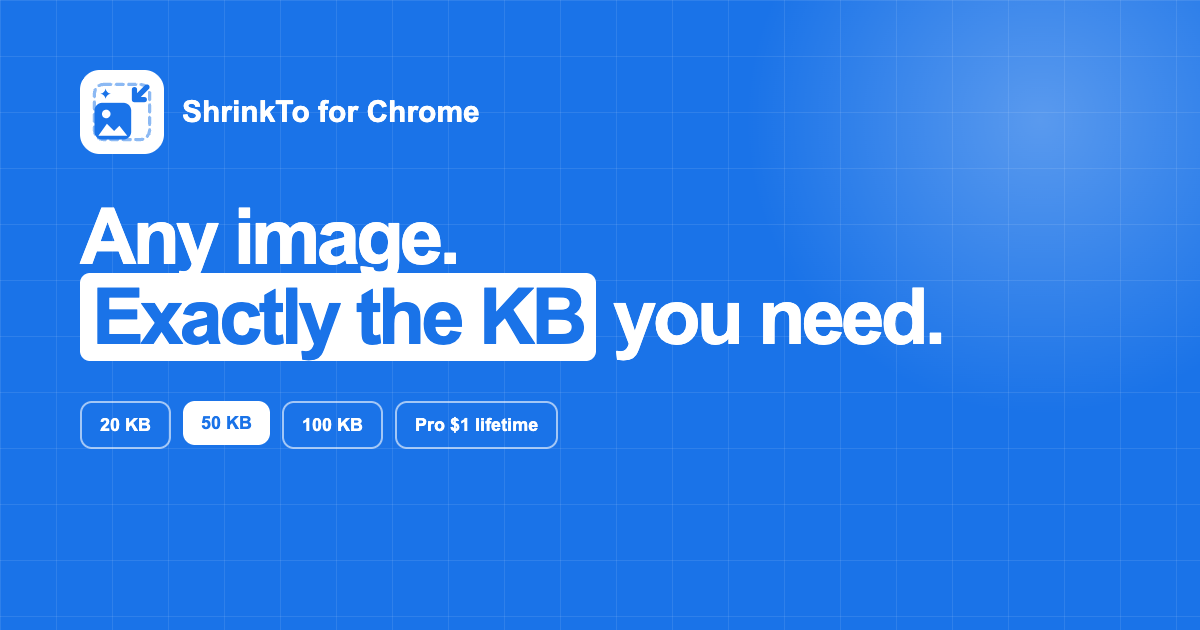 ShrinkTo for Chrome
Any image.
Exactly the KB you need.
20 KB
50 KB
100 KB
Pro $1 lifetime